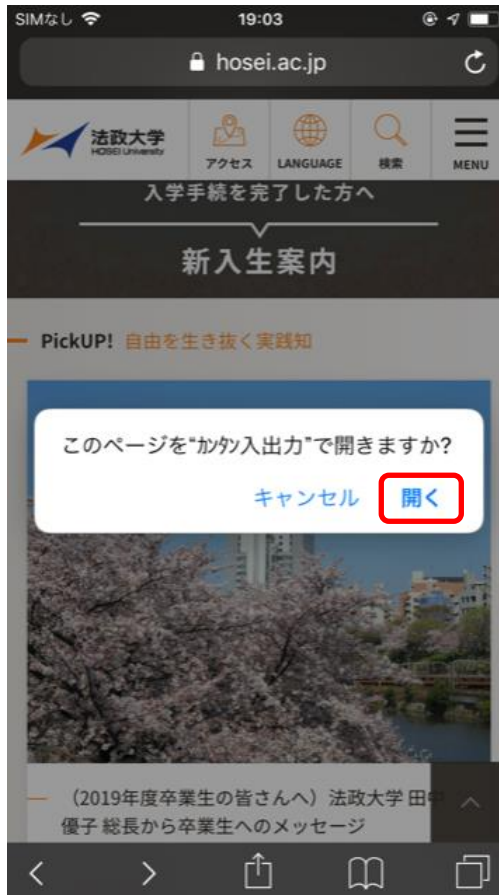 SIMなし 19:03
hosei.ac.jp
法政大学
HOSEI University
アクセス LANGUAGE 検索 MENU
入学手続を完了した方へ
新入生案内
PickUP! 自由を生き抜く実践知
このページを“ｶﾝﾀﾝ入出力”で開きますか?
キャンセル 開く
（2019年度卒業生の皆さんへ）法政大学 田中
優子 総長から卒業生へのメッセージ